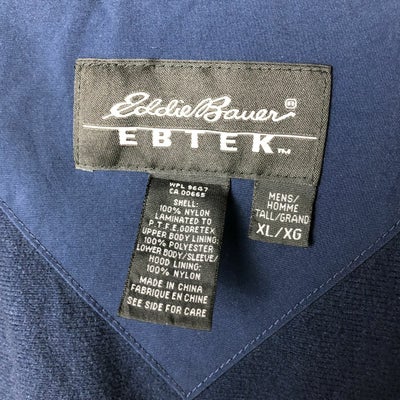 Eddie Bauer
EBTEK™
WPL 9647
CA 00665
SHELL:
100% NYLON
LAMINATED TO
P.T.F.E. GORETEX
UPPER BODY LINING:
100% POLYESTER
LOWER BODY/SLEEVE/
HOOD LINING:
100% NYLON
MADE IN CHINA
FABRIQUE EN CHINE
SEE SIDE FOR CARE
MENS/
HOMME
TALL/GRAND
XL/XG